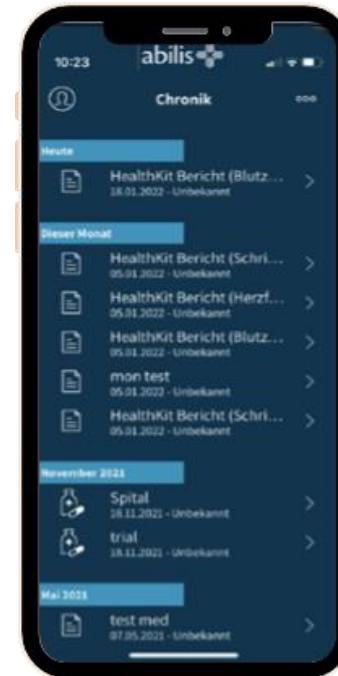 10:23
abilis
Chronik
Heute
HealthKit Bericht (Blutz...
18.01.2022 - Unbekannt
Dieser Monat
HealthKit Bericht (Schri...
05.01.2022 - Unbekannt
HealthKit Bericht (Herzf...
05.01.2022 - Unbekannt
HealthKit Bericht (Blutz...
05.01.2022 - Unbekannt
mon test
05.01.2022 - Unbekannt
HealthKit Bericht (Schri...
05.01.2022 - Unbekannt
November 2021
Spital
18.11.2021 - Unbekannt
trial
18.11.2021 - Unbekannt
Mai 2021
test med
07.05.2021 - Unbekannt